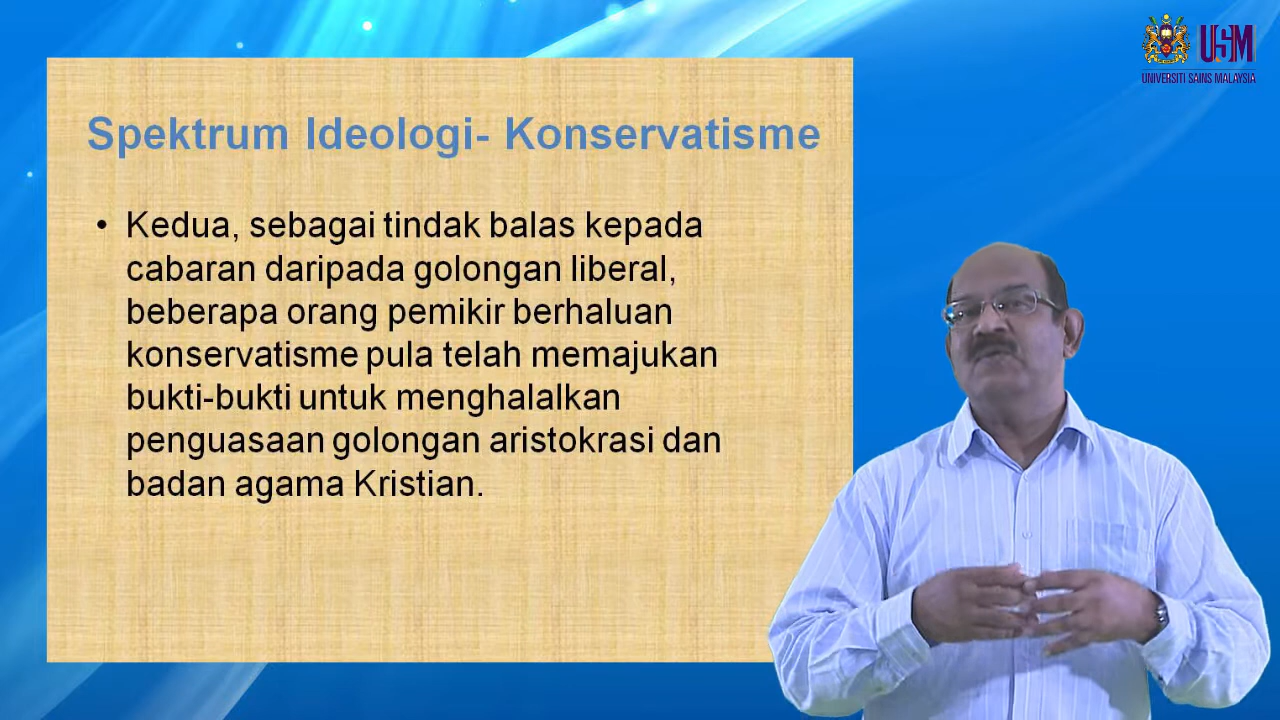 USM
UNIVERSITI SAINS MALAYSIA
Spektrum Ideologi- Konservatisme
• Kedua, sebagai tindak balas kepada
cabaran daripada golongan liberal,
beberapa orang pemikir berhaluan
konservatisme pula telah memajukan
bukti-bukti untuk menghalalkan
penguasaan golongan aristokrasi dan
badan agama Kristian.